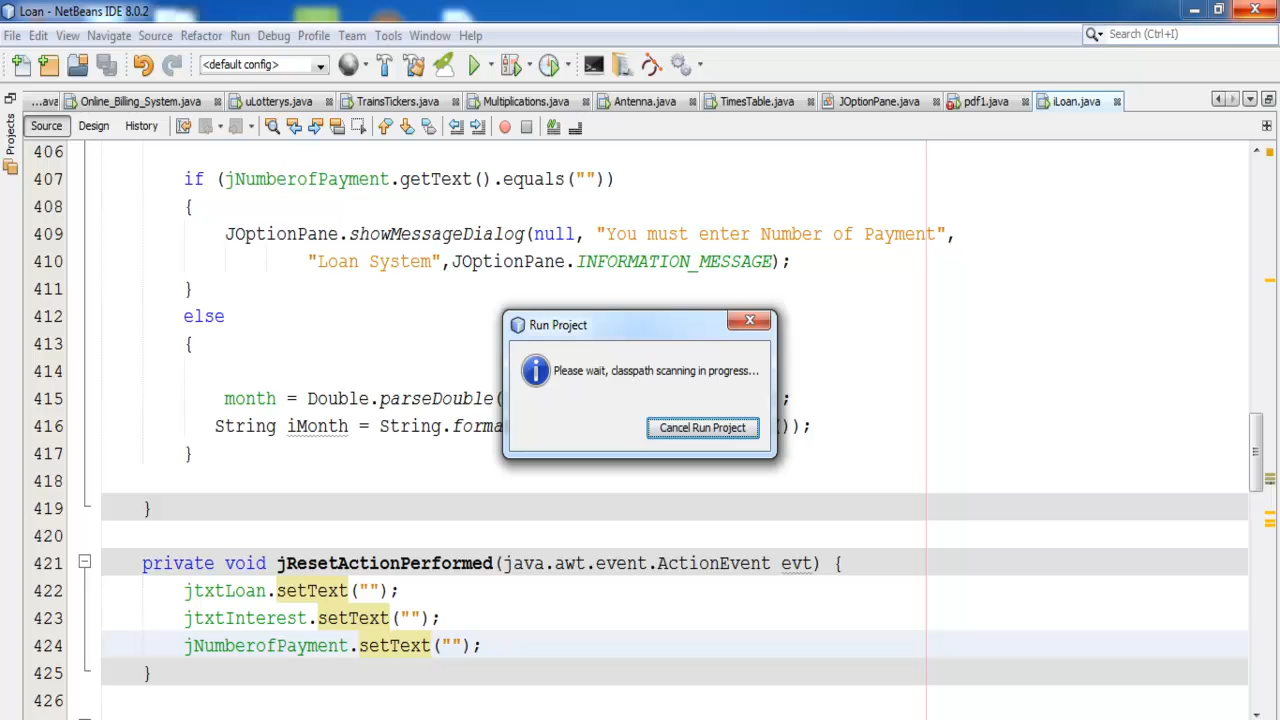 Loan - NetBeans IDE 8.0.2
File Edit View Navigate Source Refactor Run Debug Profile Team Tools Window Help
Search (Ctrl+I)
<default config>
...ava Online_Billing_System.java uLotterys.java TrainsTickers.java Multiplications.java Antenna.java TimesTable.java JOptionPane.java pdf1.java iLoan.java
Projects
Source Design History
406
407 if (jNumberofPayment.getText().equals(""))
408 {
409 JOptionPane.showMessageDialog(null, "You must enter Number of Payment",
410 "Loan System",JOptionPane.INFORMATION_MESSAGE);
411 }
412 else
413 {
414
415 month = Double.parseDouble( ;
416 String iMonth = String.forma ());
417 }
418
419 }
420
421 private void jResetActionPerformed(java.awt.event.ActionEvent evt) {
422 jtxtLoan.setText("");
423 jtxtInterest.setText("");
424 jNumberofPayment.setText("");
425 }
426
Run Project
Please wait, classpath scanning in progress...
Cancel Run Project